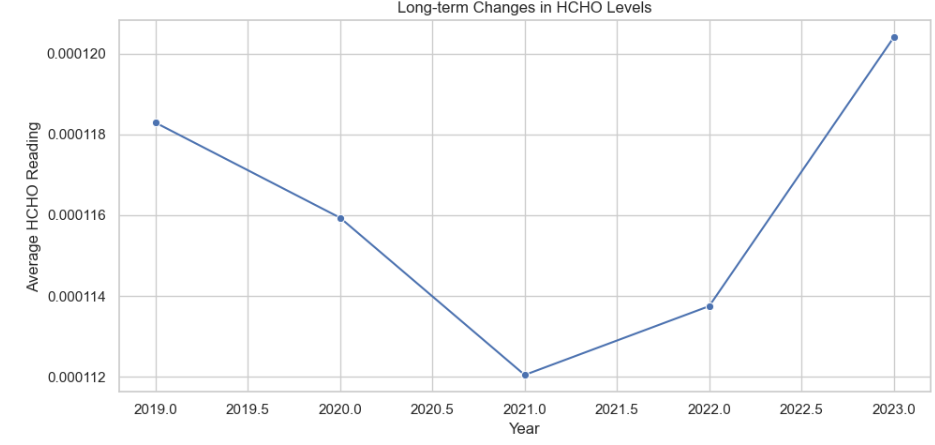 Long-term Changes in HCHO Levels
Average HCHO Reading
0.000120
0.000118
0.000116
0.000114
0.000112
2019.0 2019.5 2020.0 2020.5 2021.0 2021.5 2022.0 2022.5 2023.0
Year